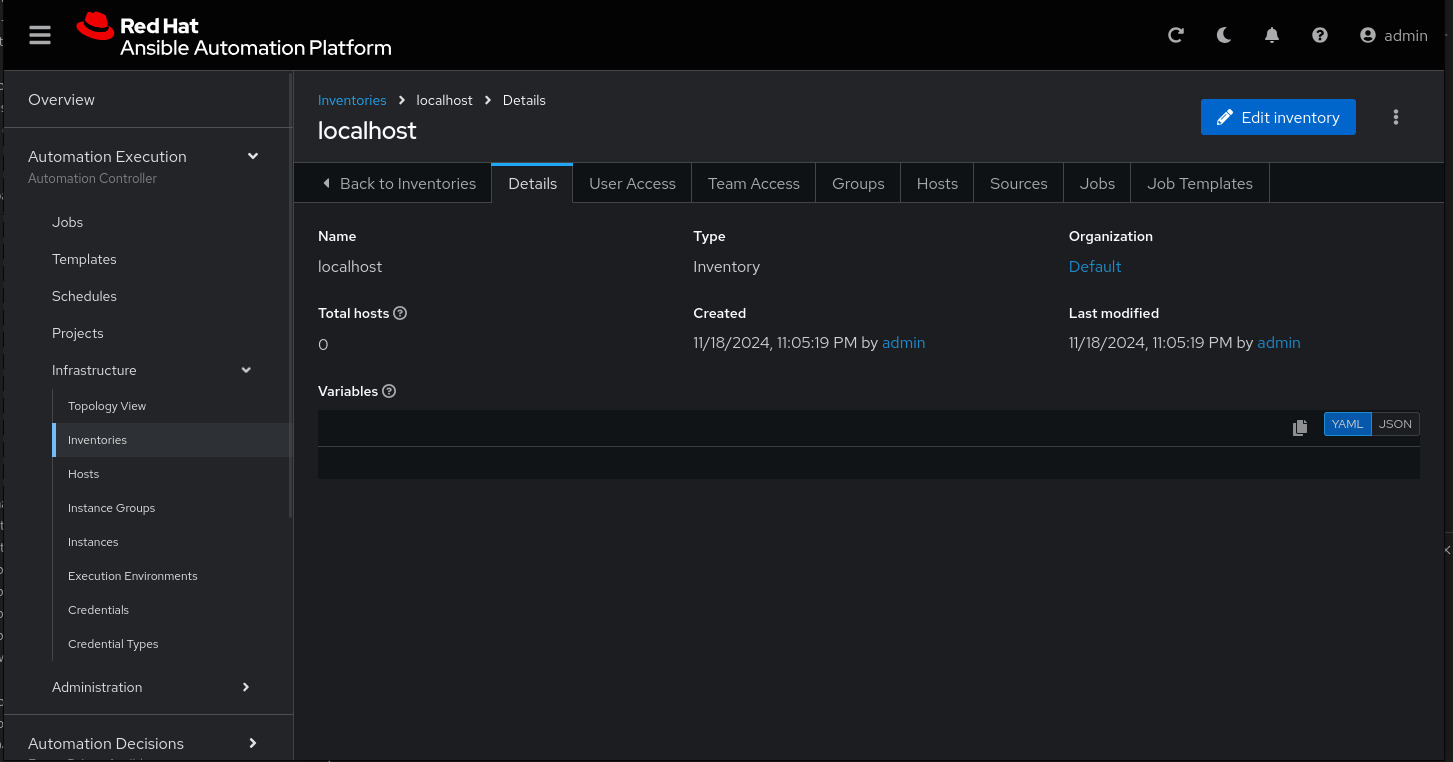 Red Hat
Ansible Automation Platform
admin
Overview
Automation Execution
Automation Controller
Jobs
Templates
Schedules
Projects
Infrastructure
Topology View
Inventories
Hosts
Instance Groups
Instances
Execution Environments
Credentials
Credential Types
Administration
Automation Decisions
Inventories > localhost > Details
localhost
Edit inventory
Back to Inventories Details User Access Team Access Groups Hosts Sources Jobs Job Templates
Name Type Organization
localhost Inventory Default
Total hosts Created Last modified
0 11/18/2024, 11:05:19 PM by admin 11/18/2024, 11:05:19 PM by admin
Variables
YAML JSON